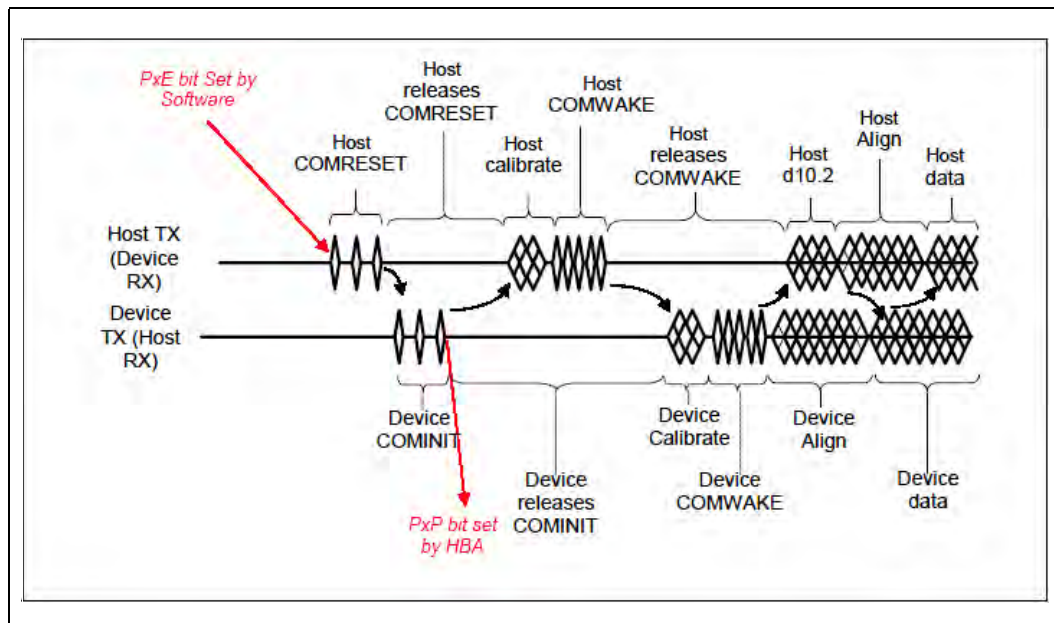 PxE bit Set by
Software
Host
COMRESET
Host
releases
COMRESET
Host
calibrate
Host
COMWAKE
Host
releases
COMWAKE
Host
d10.2
Host
Align
Host
data
Host TX
(Device
RX)
Device
TX (Host
RX)
Device
COMINIT
PxP bit set
by HBA
Device
releases
COMINIT
Device
Calibrate
Device
COMWAKE
Device
Align
Device
data